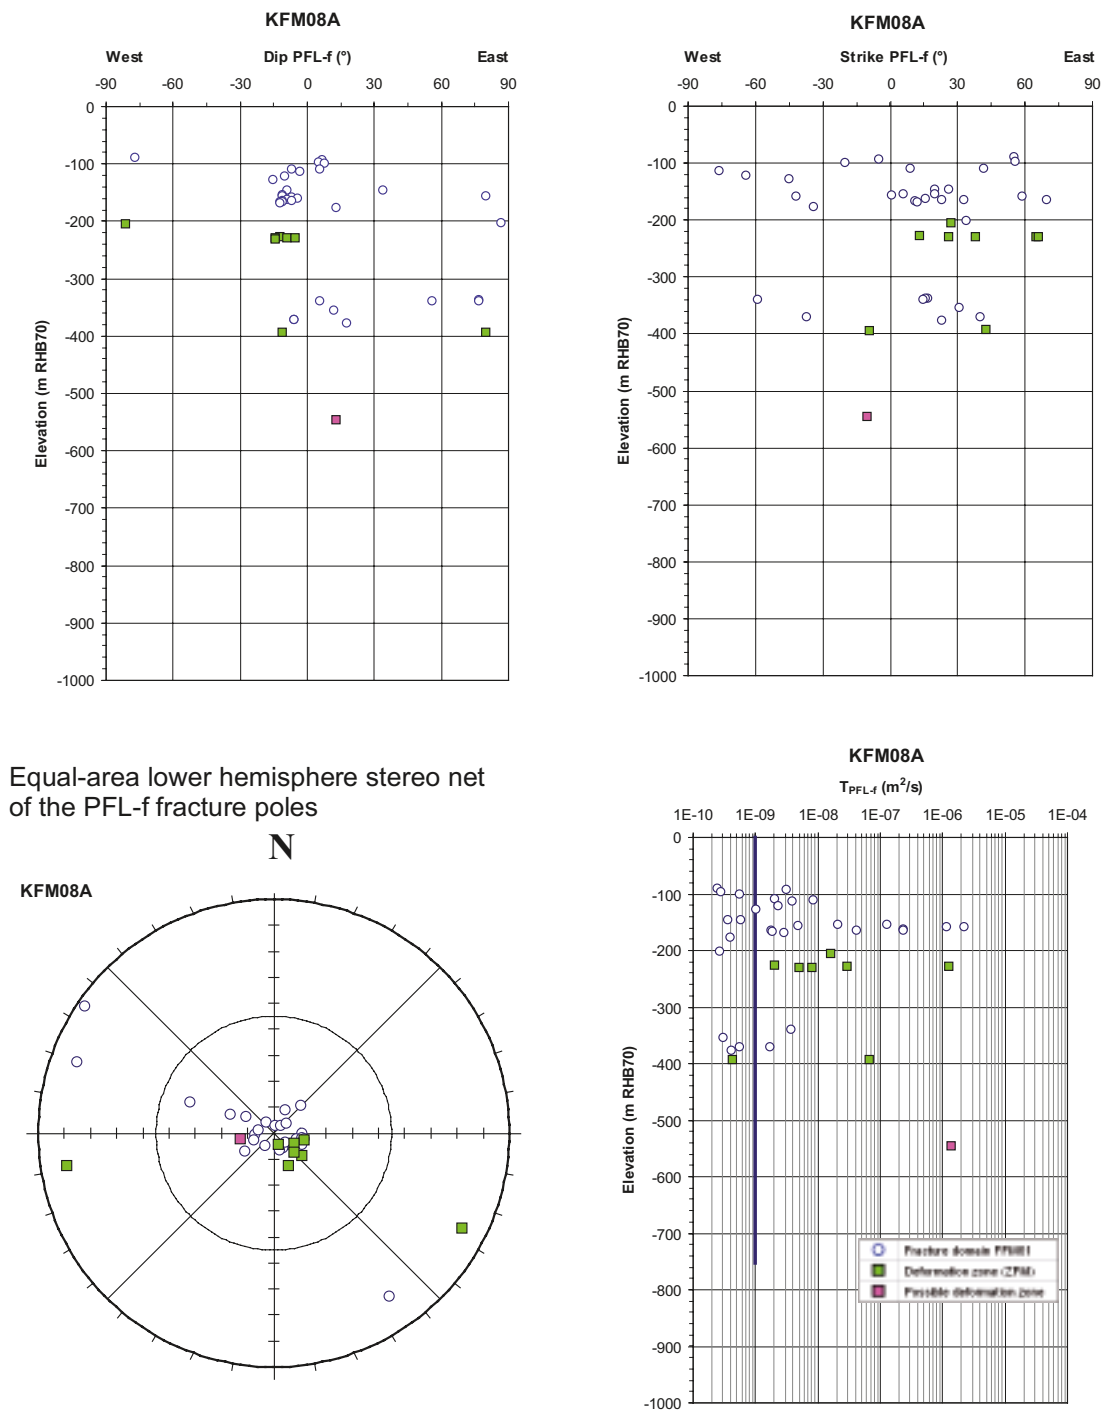 KFM08A
West Dip PFL-f (°) East
-90 -60 -30 0 30 60 90
0
-100
-200
-300
-400
-500
-600
-700
-800
-900
-1000
Elevation (m RHB70)
KFM08A
West Strike PFL-f (°) East
-90 -60 -30 0 30 60 90
0
-100
-200
-300
-400
-500
-600
-700
-800
-900
-1000
Elevation (m RHB70)
Equal-area lower hemisphere stereo net
of the PFL-f fracture poles
N
KFM08A
KFM08A
T PFL-f (m²/s)
1E-10 1E-09 1E-08 1E-07 1E-06 1E-05 1E-04
0
-100
-200
-300
-400
-500
-600
-700
-800
-900
-1000
Elevation (m RHB70)
Fracture domain FFM01
Deformation zone (ZFM)
Possible deformation zone